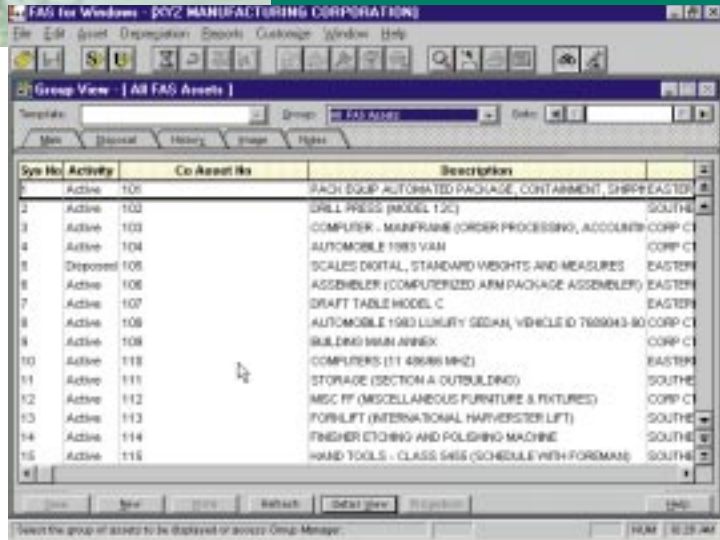 FAS for Windows - [XYZ MANUFACTURING CORPORATION]
File Edit Asset Depreciation Reports Customize Window Help
Group View - [ All FAS Assets ]
Template: Group: All FAS Assets Date:
Main Disposal History Image Notes
Sys No Activity Co Asset No Description
1 Active 101 PACK EQUIP AUTOMATED PACKAGE, CONTAINMENT, SHIPPI EASTER
2 Active 102 DRILL PRESS (MODEL 12C) SOUTHE
3 Active 103 COMPUTER - MAINFRAME (ORDER PROCESSING, ACCOUNTIN CORP CT
4 Active 104 AUTOMOBILE 1993 VAN CORP CT
5 Disposed 105 SCALES DIGITAL, STANDARD WEIGHTS AND MEASURES EASTER
6 Active 106 ASSEMBLER (COMPUTERIZED ARM PACKAGE ASSEMBLER) EASTER
7 Active 107 DRAFT TABLE MODEL C EASTER
8 Active 108 AUTOMOBILE 1993 LUXURY SEDAN, VEHICLE ID CORP CT
9 Active 109 BUILDING MAIN ANNEX CORP CT
10 Active 110 COMPUTERS (11 486/66 MHZ) EASTER
11 Active 111 STORAGE (SECTION A OUTBUILDING) SOUTHE
12 Active 112 MISC FF (MISCELLANEOUS FURNITURE & FIXTURES) CORP CT
13 Active 113 FORKLIFT (INTERNATIONAL HARVERSTER LIFT) SOUTHE
14 Active 114 FINISHER ETCHING AND POLISHING MACHINE SOUTHE
15 Active 115 HAND TOOLS - CLASS (SCHEDULE WITH FOREMAN) SOUTHE
Save New Refresh Detail View Help
Select the group of assets to be displayed or access Group Manager. NUM